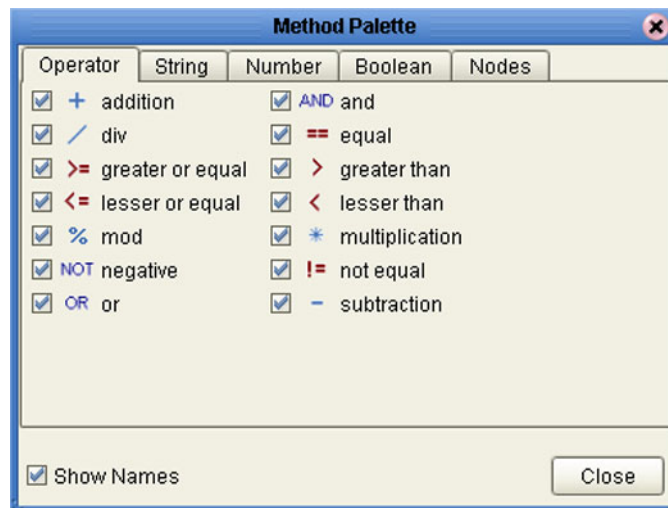 Method Palette
Operator String Number Boolean Nodes
+ addition AND and
/ div == equal
>= greater or equal > greater than
<= lesser or equal < lesser than
% mod * multiplication
NOT negative != not equal
OR or - subtraction
Show Names Close